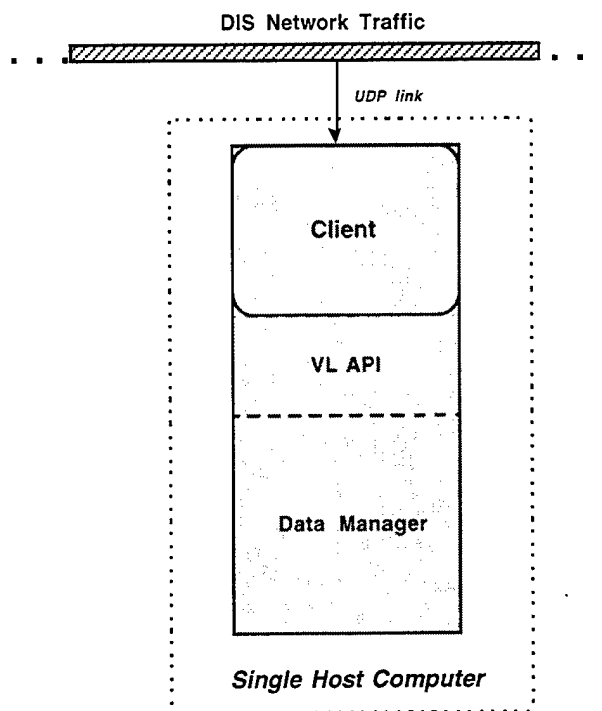 DIS Network Traffic
UDP link
Client
VL API
Data Manager
Single Host Computer